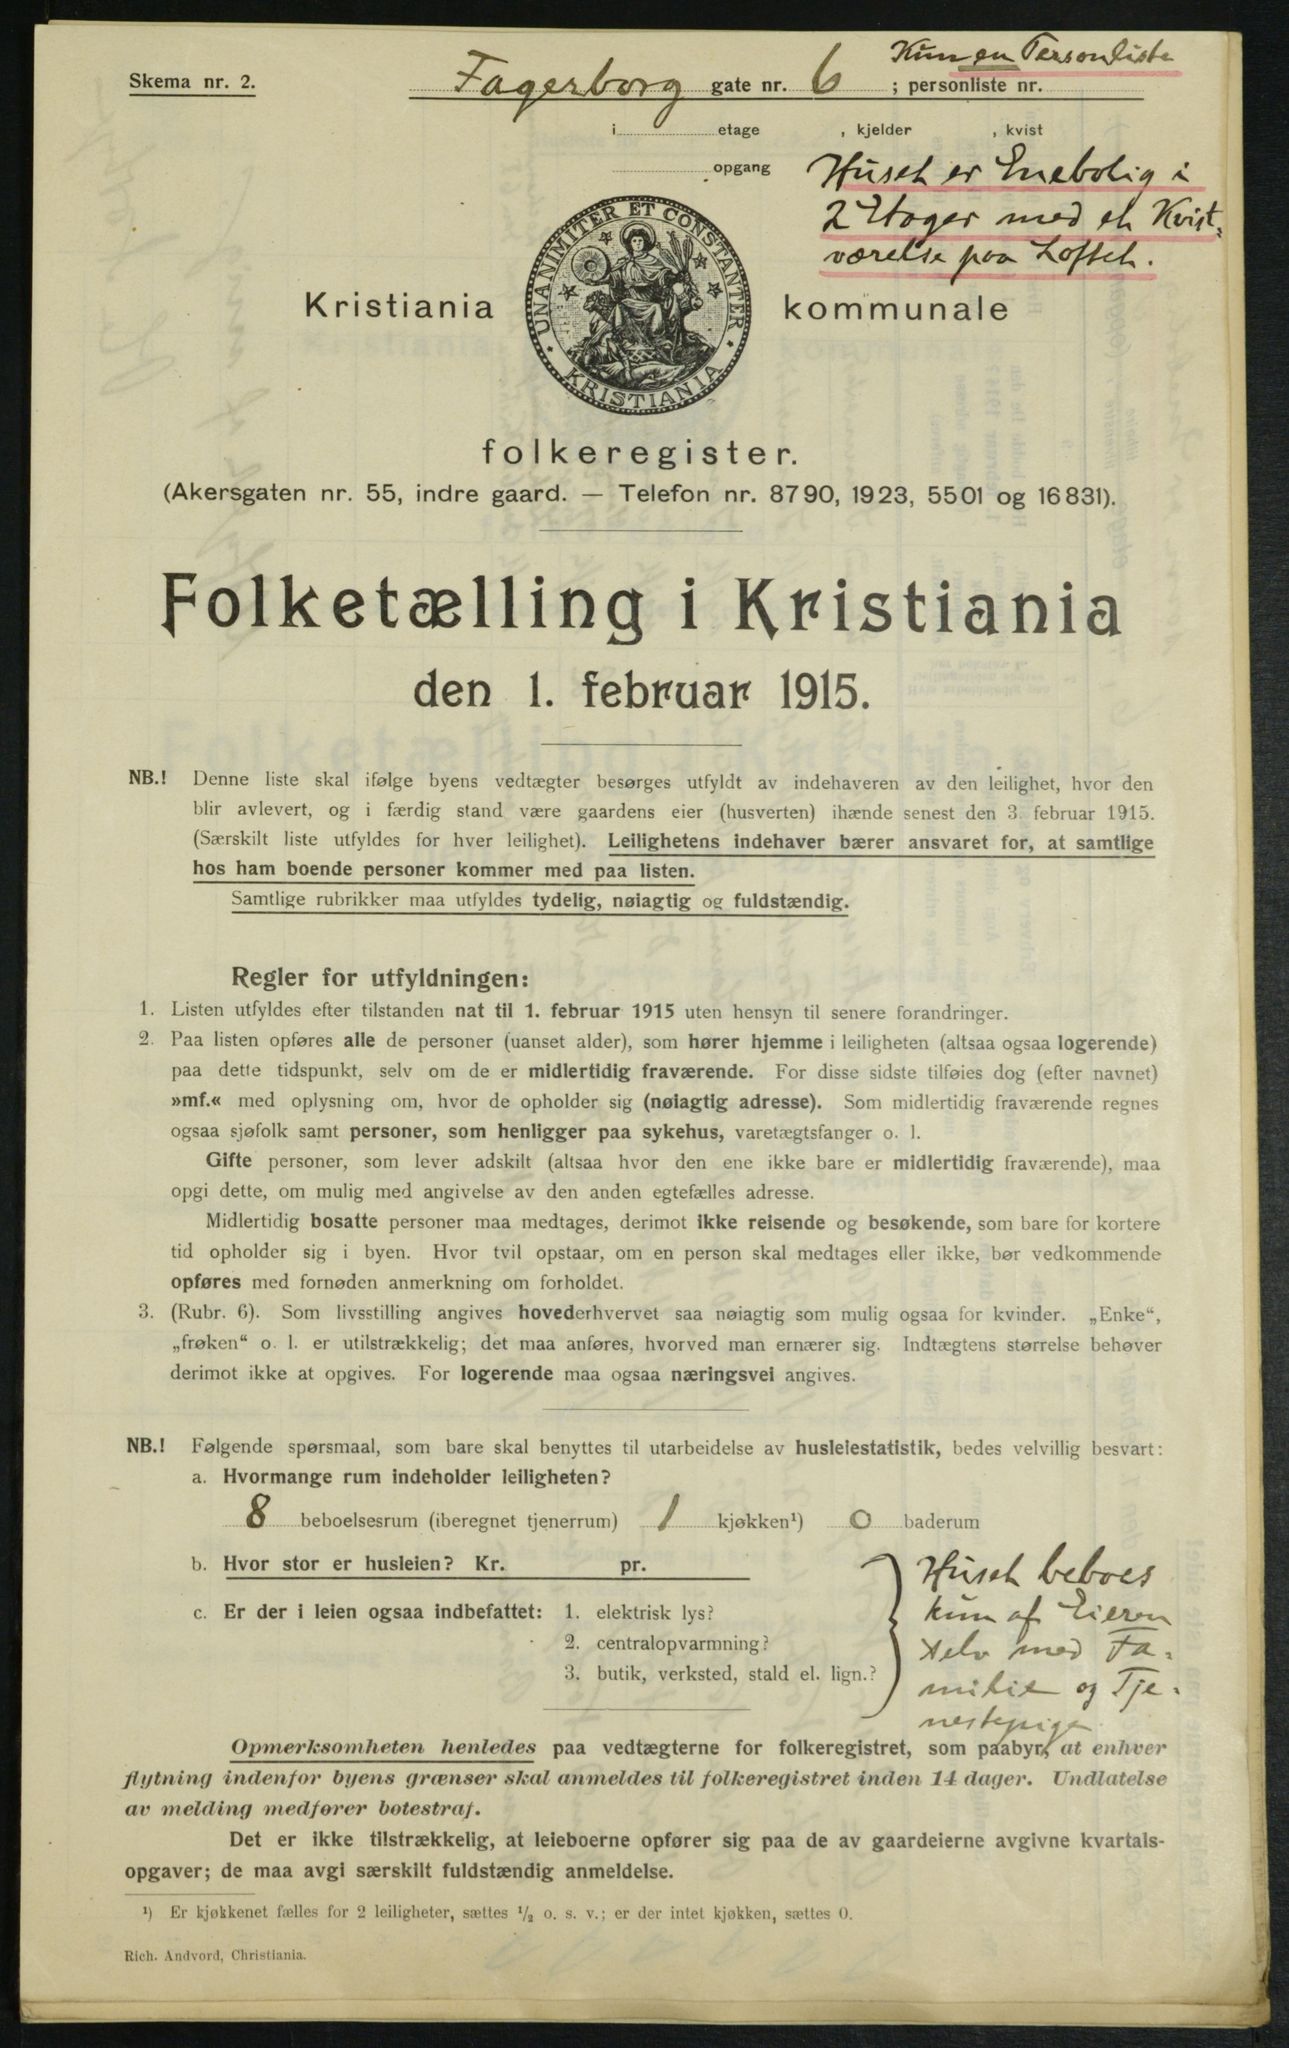 Skema nr. 2.
Fagerborg gate nr. 6 ; personliste nr.
Kun en Personliste
i etage , kjelder , kvist
opgang
Huset er Enebolig i
2 Etager med et Kvist-
værelse paa Loftet.
UNANIMITER ET CONSTANTER
KRISTIANIA
Kristiania kommunale
folkeregister.
(Akersgaten nr. 55, indre gaard. — Telefon nr. 8790, 1923, 5501 og 16831).
Folketælling i Kristiania
den 1. februar 1915.
NB.! Denne liste skal ifølge byens vedtægter besørges utfyldt av indehaveren av den leilighet, hvor den
blir avlevert, og i færdig stand være gaardens eier (husverten) ihænde senest den 3. februar 1915.
(Særskilt liste utfyldes for hver leilighet). Leilighetens indehaver bærer ansvaret for, at samtlige
hos ham boende personer kommer med paa listen.
Samtlige rubrikker maa utfyldes tydelig, nøiagtig og fuldstændig.
Regler for utfyldningen:
1. Listen utfyldes efter tilstanden nat til 1. februar 1915 uten hensyn til senere forandringer.
2. Paa listen opføres alle de personer (uanset alder), som hører hjemme i leiligheten (altsaa ogsaa logerende)
paa dette tidspunkt, selv om de er midlertidig fraværende. For disse sidste tilføies dog (efter navnet)
»mf.« med oplysning om, hvor de opholder sig (nøiagtig adresse). Som midlertidig fraværende regnes
ogsaa sjøfolk samt personer, som henligger paa sykehus, varetægtsfanger o. l.
Gifte personer, som lever adskilt (altsaa hvor den ene ikke bare er midlertidig fraværende), maa
opgi dette, om mulig med angivelse av den anden egtefælles adresse.
Midlertidig bosatte personer maa medtages, derimot ikke reisende og besøkende, som bare for kortere
tid opholder sig i byen. Hvor tvil opstaar, om en person skal medtages eller ikke, bør vedkommende
opføres med fornøden anmerkning om forholdet.
3. (Rubr. 6). Som livsstilling angives hovederhvervet saa nøiagtig som mulig ogsaa for kvinder. „Enke“,
„frøken“ o. l. er utilstrækkelig; det maa anføres, hvorved man ernærer sig. Indtægtens størrelse behøver
derimot ikke at opgives. For logerende maa ogsaa næringsvei angives.
NB.! Følgende spørsmaal, som bare skal benyttes til utarbeidelse av husleiestatistik, bedes velvillig besvart:
a. Hvormange rum indeholder leiligheten?
8 beboelsesrum (iberegnet tjenerrum) 1 kjøkken¹) 0 baderum
b. Hvor stor er husleien? Kr. pr.
c. Er der i leien ogsaa indbefattet: 1. elektrisk lys?
2. centralopvarmning?
3. butik, verksted, stald el. lign.?
Huset beboes
kun af Eieren
selv med Fa-
milie og Tje-
nestepige
Opmerksomheten henledes paa vedtægterne for folkeregistret, som paabyr, at enhver
flytning indenfor byens grænser skal anmeldes til folkeregistret inden 14 dager. Undlatelse
av melding medfører botestraf.
Det er ikke tilstrækkelig, at leieboerne opfører sig paa de av gaardeierne avgivne kvartals-
opgaver; de maa avgi særskilt fuldstændig anmeldelse.
¹) Er kjøkkenet fælles for 2 leiligheter, sættes ½ o. s. v.; er der intet kjøkken, sættes 0.
Rich. Andvord, Christiania.